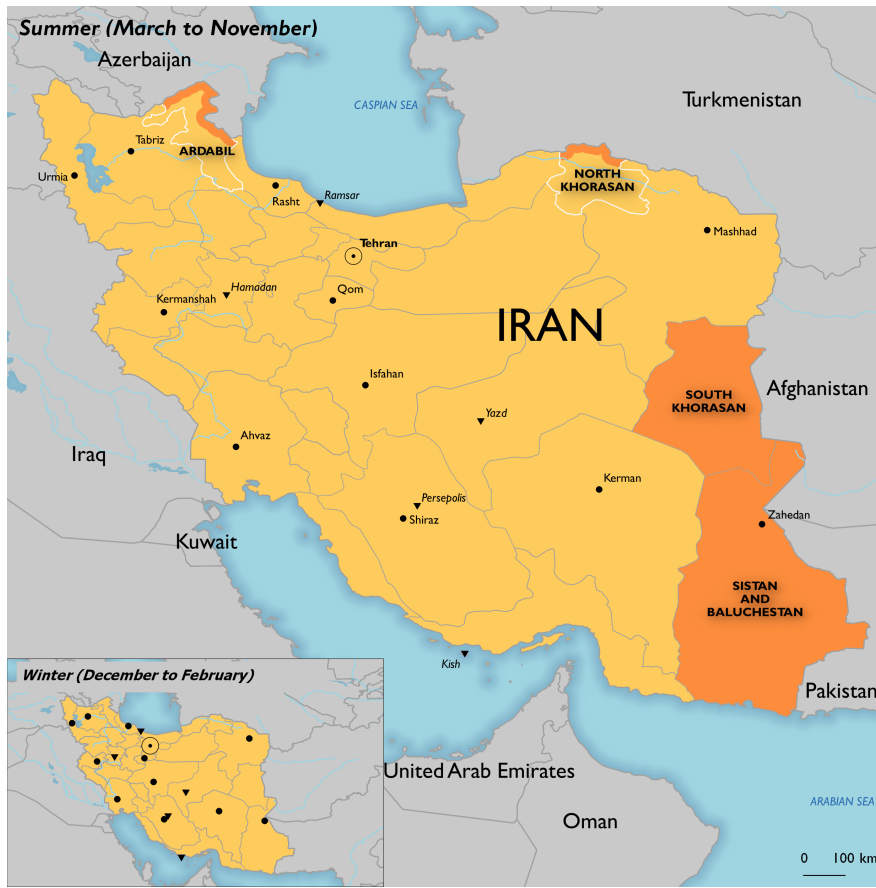 Summer (March to November)
Azerbaijan
CASPIAN SEA
Turkmenistan
Tabriz
ARDABIL
Urmia
Rasht
Ramsar
NORTH
KHORASAN
Mashhad
Tehran
Hamadan
Qom
Kermanshah
IRAN
Isfahan
SOUTH
KHORASAN
Afghanistan
Yazd
Ahvaz
Iraq
Kerman
Persepolis
Shiraz
Zahedan
Kuwait
SISTAN
AND
BALUCHESTAN
Kish
Winter (December to February)
Pakistan
United Arab Emirates
ARABIAN SEA
Oman
0 100 km